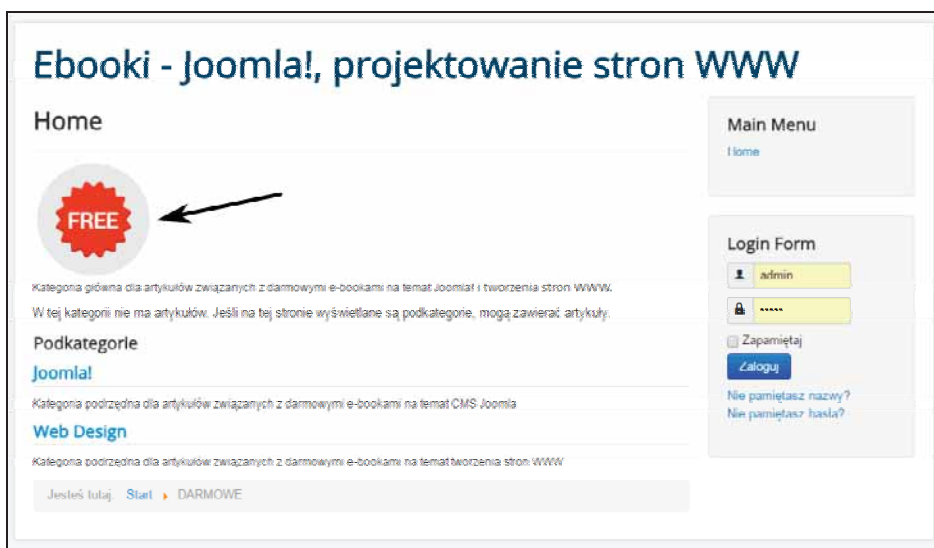 Ebooki - Joomla!, projektowanie stron WWW
Home
FREE
Kategoria główna dla artykułów związanych z darmowymi e-bookami na temat Joomla! i tworzenia stron WWW.
W tej kategorii nie ma artykułów. Jeśli na tej stronie wyświetlane są podkategorie, mogą zawierać artykuły.
Podkategorie
Joomla!
Kategoria podrzędna dla artykułów związanych z darmowymi e-bookami na temat CMS Joomla
Web Design
Kategoria podrzędna dla artykułów związanych z darmowymi e-bookami na temat tworzenia stron WWW
Jesteś tutaj: Start DARMOWE
Main Menu
Home
Login Form
admin
•••••
Zapamiętaj
Zaloguj
Nie pamiętasz nazwy?
Nie pamiętasz hasła?